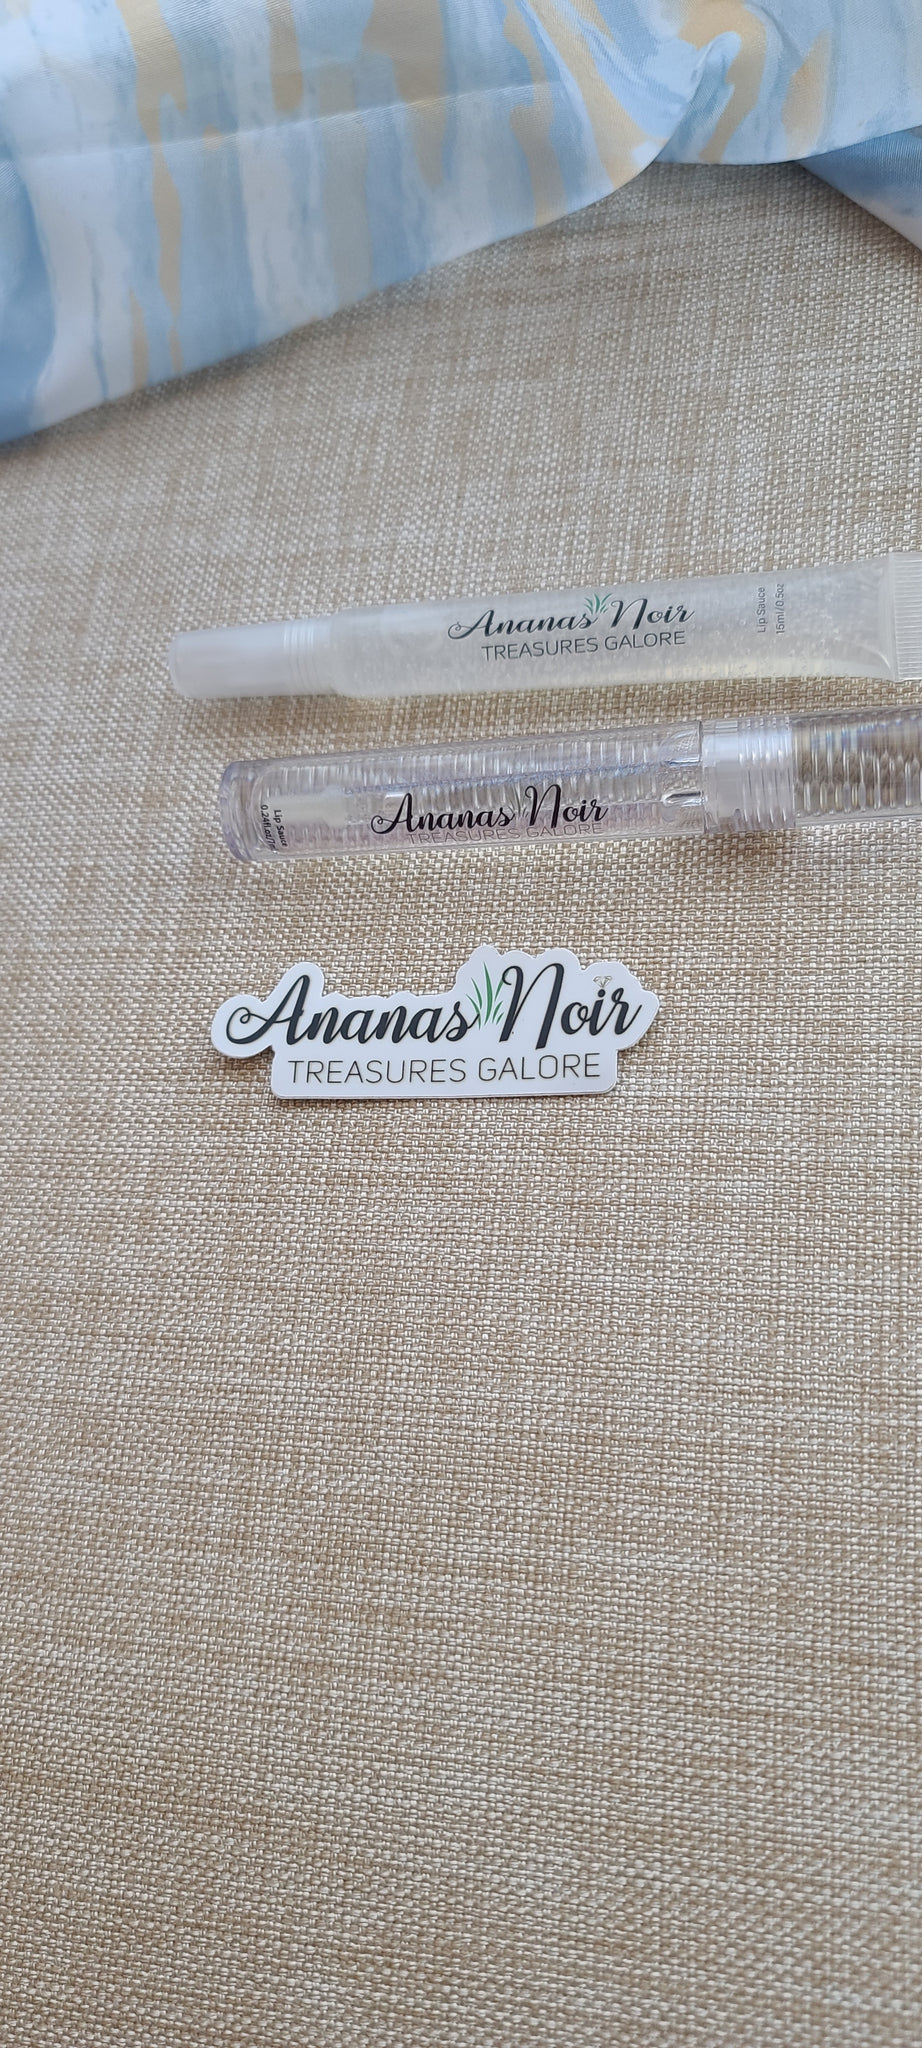 Ananas Noir
TREASURES GALORE
Lip Sauce
15ml/0.5oz
Ananas Noir
TREASURES GALORE
Lip Sauce
Ananas Noir
TREASURES GALORE